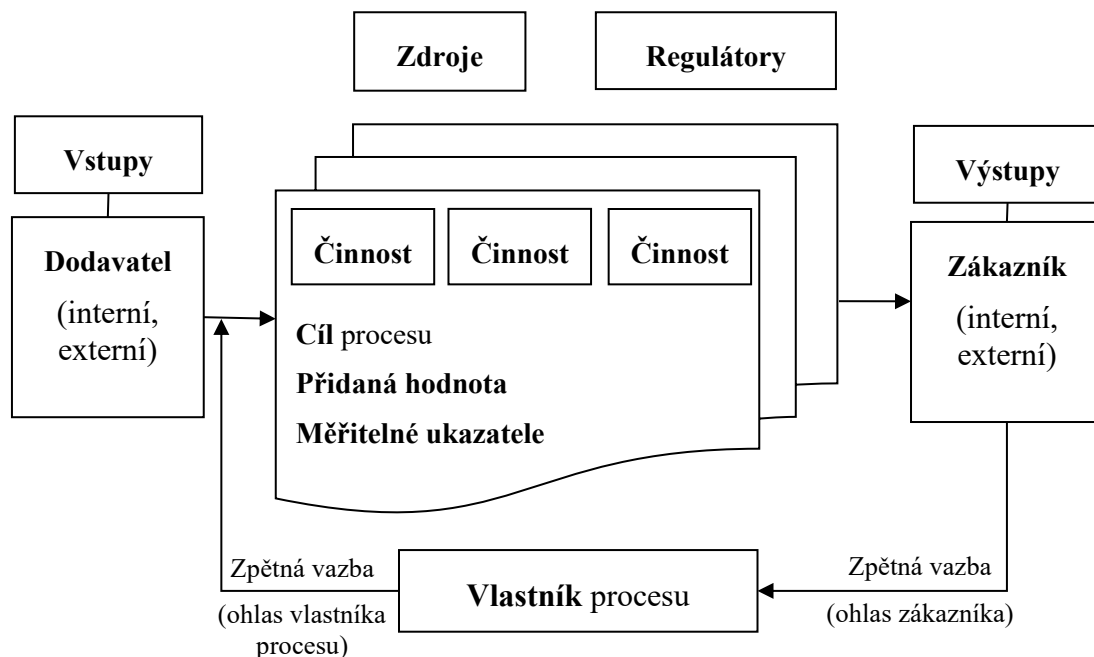 Zdroje
Regulátory
Vstupy
Výstupy
Dodavatel
(interní,
externí)
Činnost
Činnost
Činnost
Cíl procesu
Přidaná hodnota
Měřitelné ukazatele
Zákazník
(interní,
externí)
Zpětná vazba
(ohlas vlastníka
procesu)
Vlastník procesu
Zpětná vazba
(ohlas zákazníka)